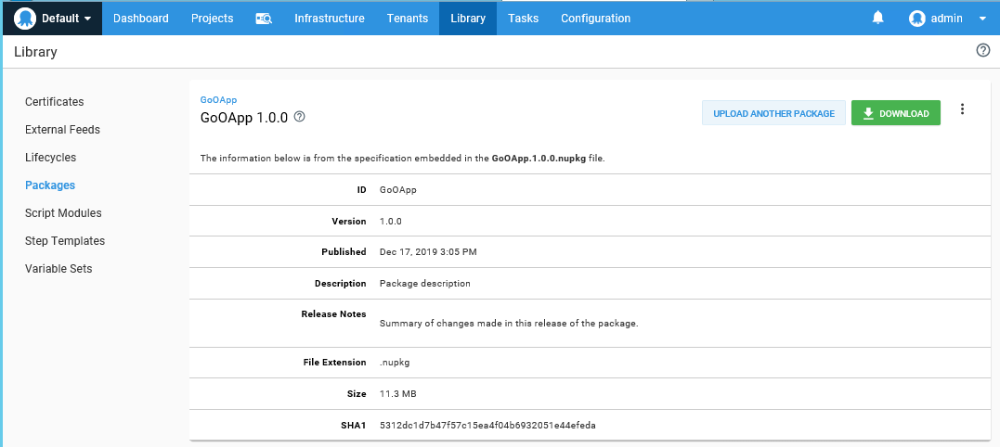 Default Dashboard Projects Infrastructure Tenants Library Tasks Configuration admin
Library
Certificates
External Feeds
Lifecycles
Packages
Script Modules
Step Templates
Variable Sets
GoOApp
GoOApp 1.0.0
UPLOAD ANOTHER PACKAGE DOWNLOAD
The information below is from the specification embedded in the GoOApp.1.0.0.nupkg file.
ID GoOApp
Version 1.0.0
Published Dec 17, 2019 3:05 PM
Description Package description
Release Notes
Summary of changes made in this release of the package.
File Extension .nupkg
Size 11.3 MB
SHA1 5312dc1d7b47f57c15ea4f04b6932051e44efeda